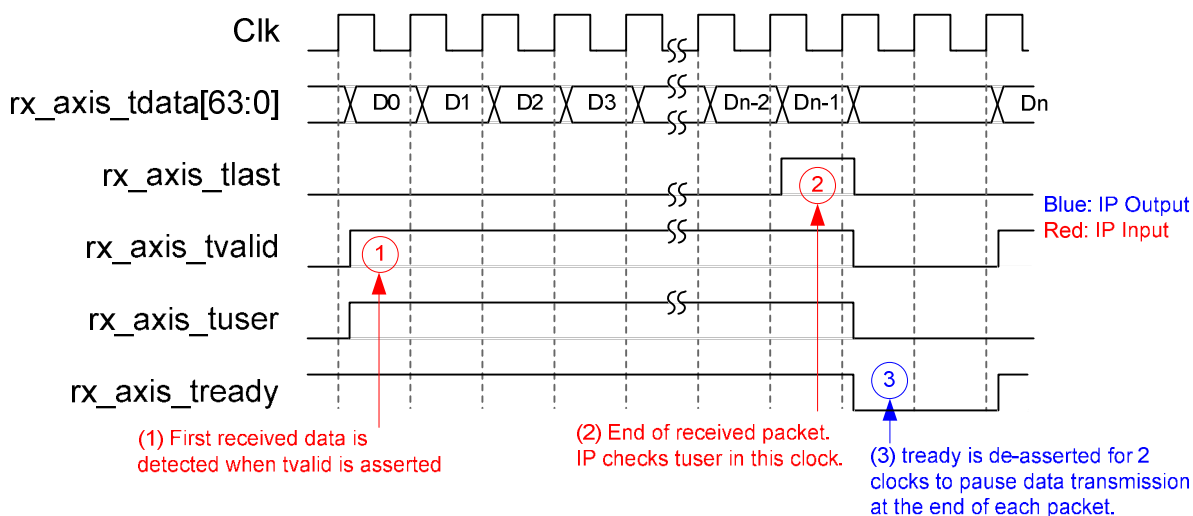 Clk
rx_axis_tdata[63:0]
D0 D1 D2 D3 Dn-2 Dn-1 Dn
rx_axis_tlast
2
Blue: IP Output
Red: IP Input
rx_axis_tvalid
1
rx_axis_tuser
rx_axis_tready
3
(1) First received data is
detected when tvalid is asserted
(2) End of received packet.
IP checks tuser in this clock.
(3) tready is de-asserted for 2
clocks to pause data transmission
at the end of each packet.